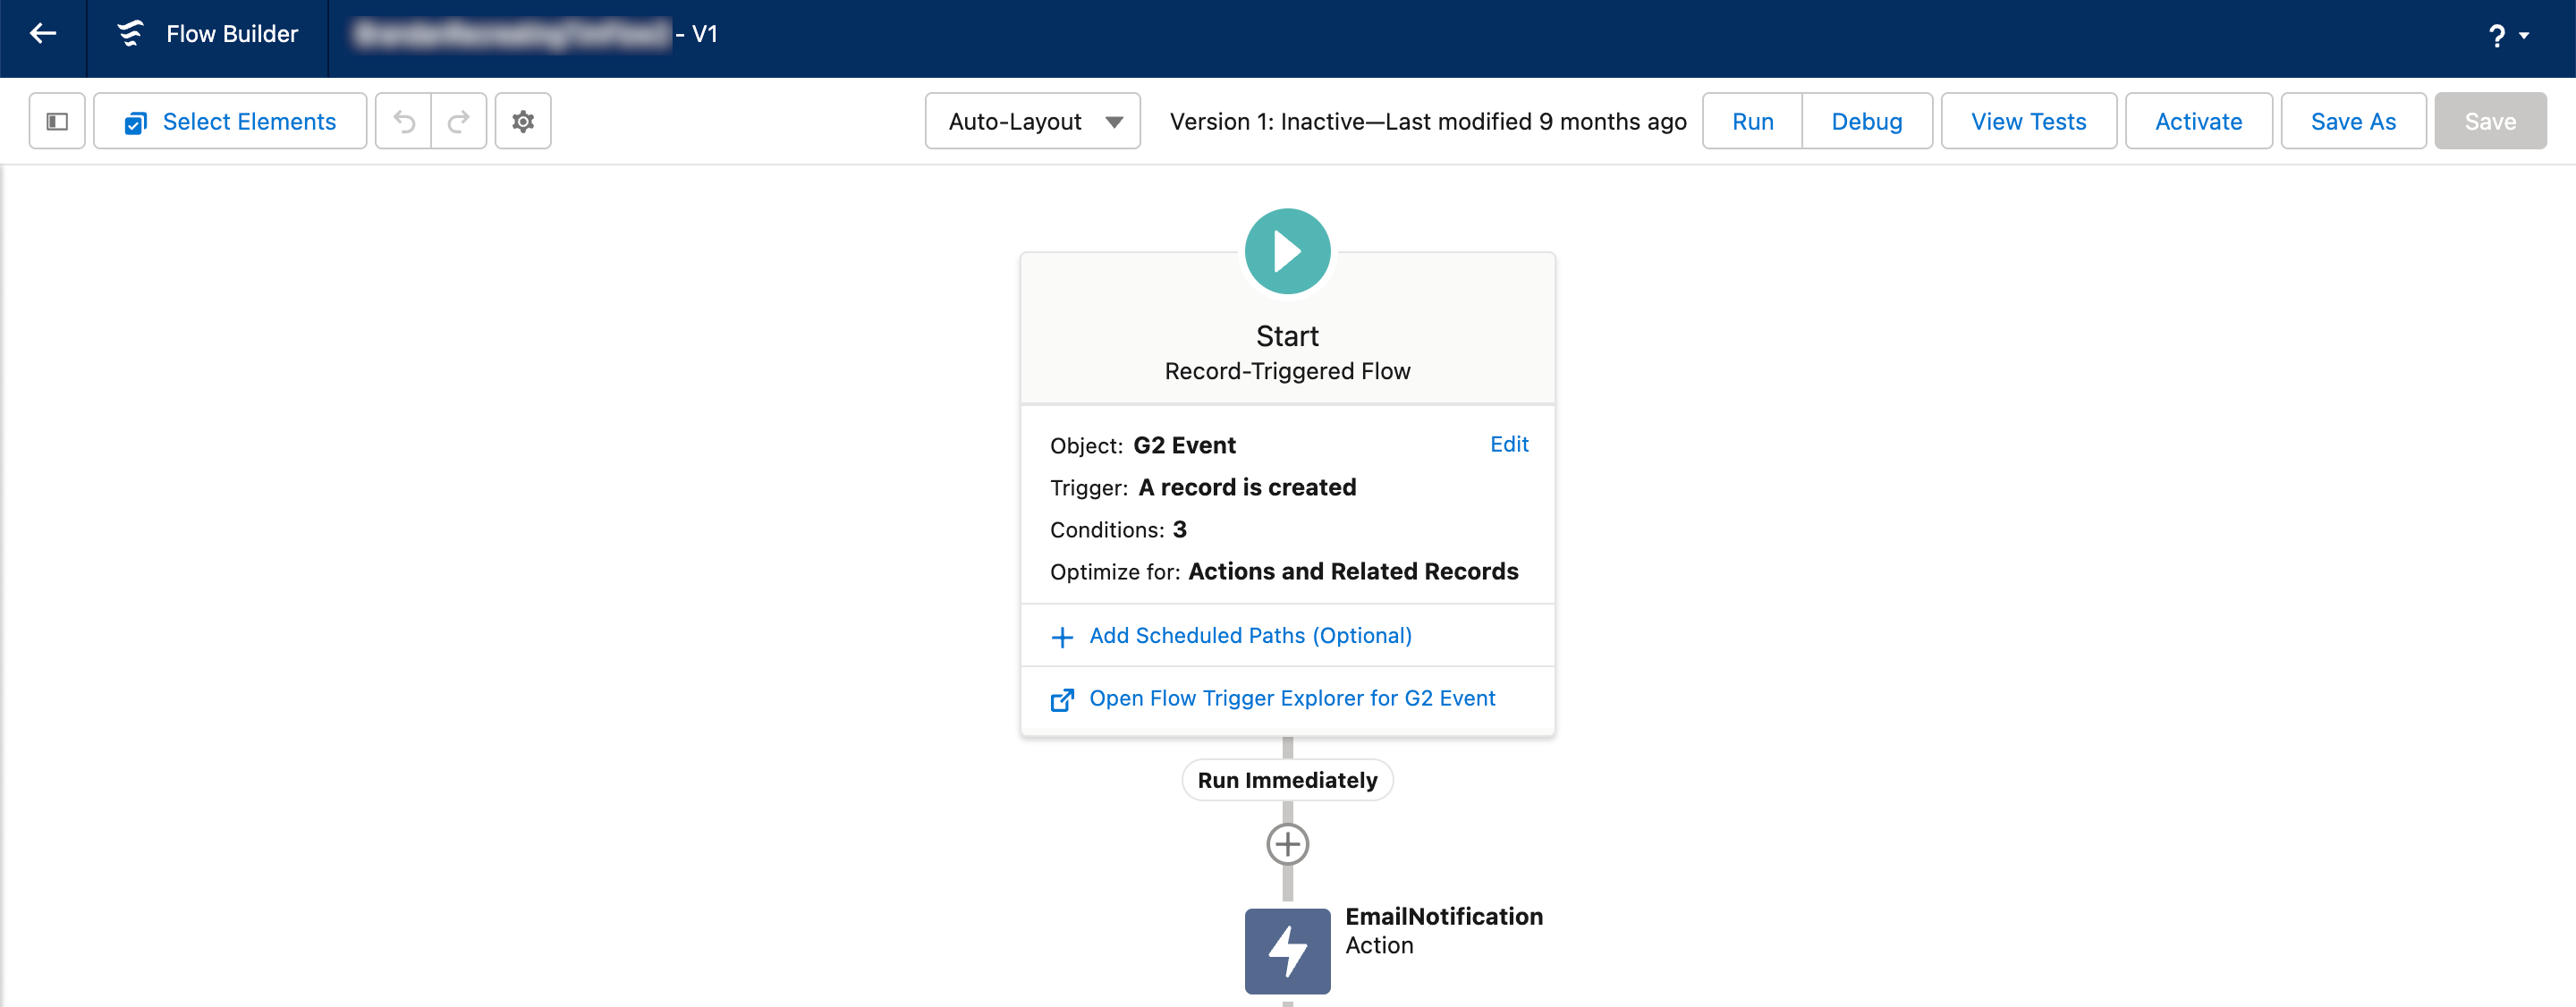 Flow Builder
- V1
?
Select Elements
Auto-Layout
Version 1: Inactive—Last modified 9 months ago
Run
Debug
View Tests
Activate
Save As
Save
Start
Record-Triggered Flow
Object: G2 Event
Edit
Trigger: A record is created
Conditions: 3
Optimize for: Actions and Related Records
Add Scheduled Paths (Optional)
Open Flow Trigger Explorer for G2 Event
Run Immediately
EmailNotification
Action